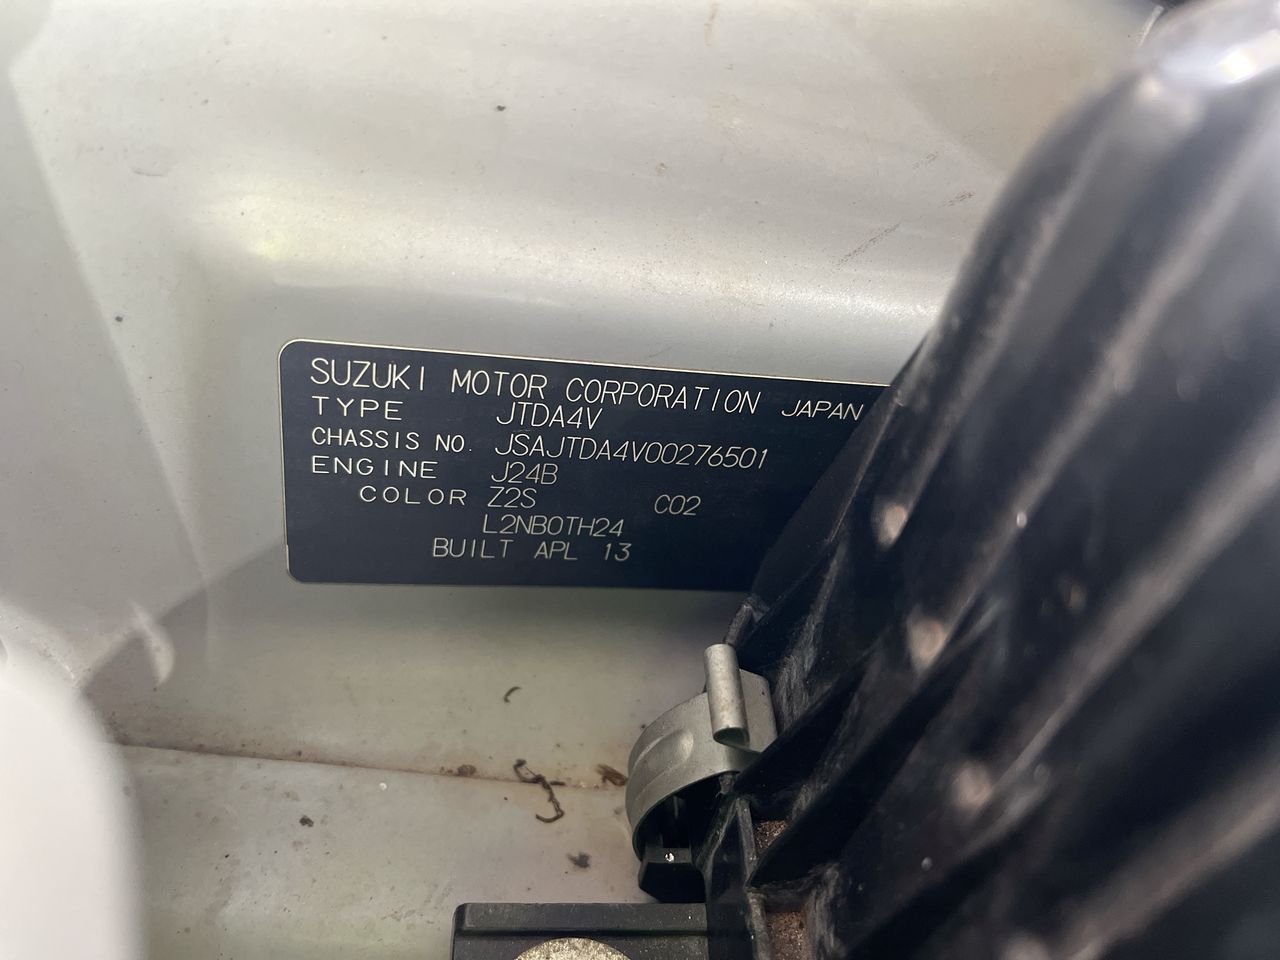 SUZUKI MOTOR CORPORATION JAPAN
TYPE JTDA4V
CHASSIS NO. JSAJTDA4V00276501
ENGINE J24B
COLOR Z2S C02
L2NB0TH24
BUILT APL 13